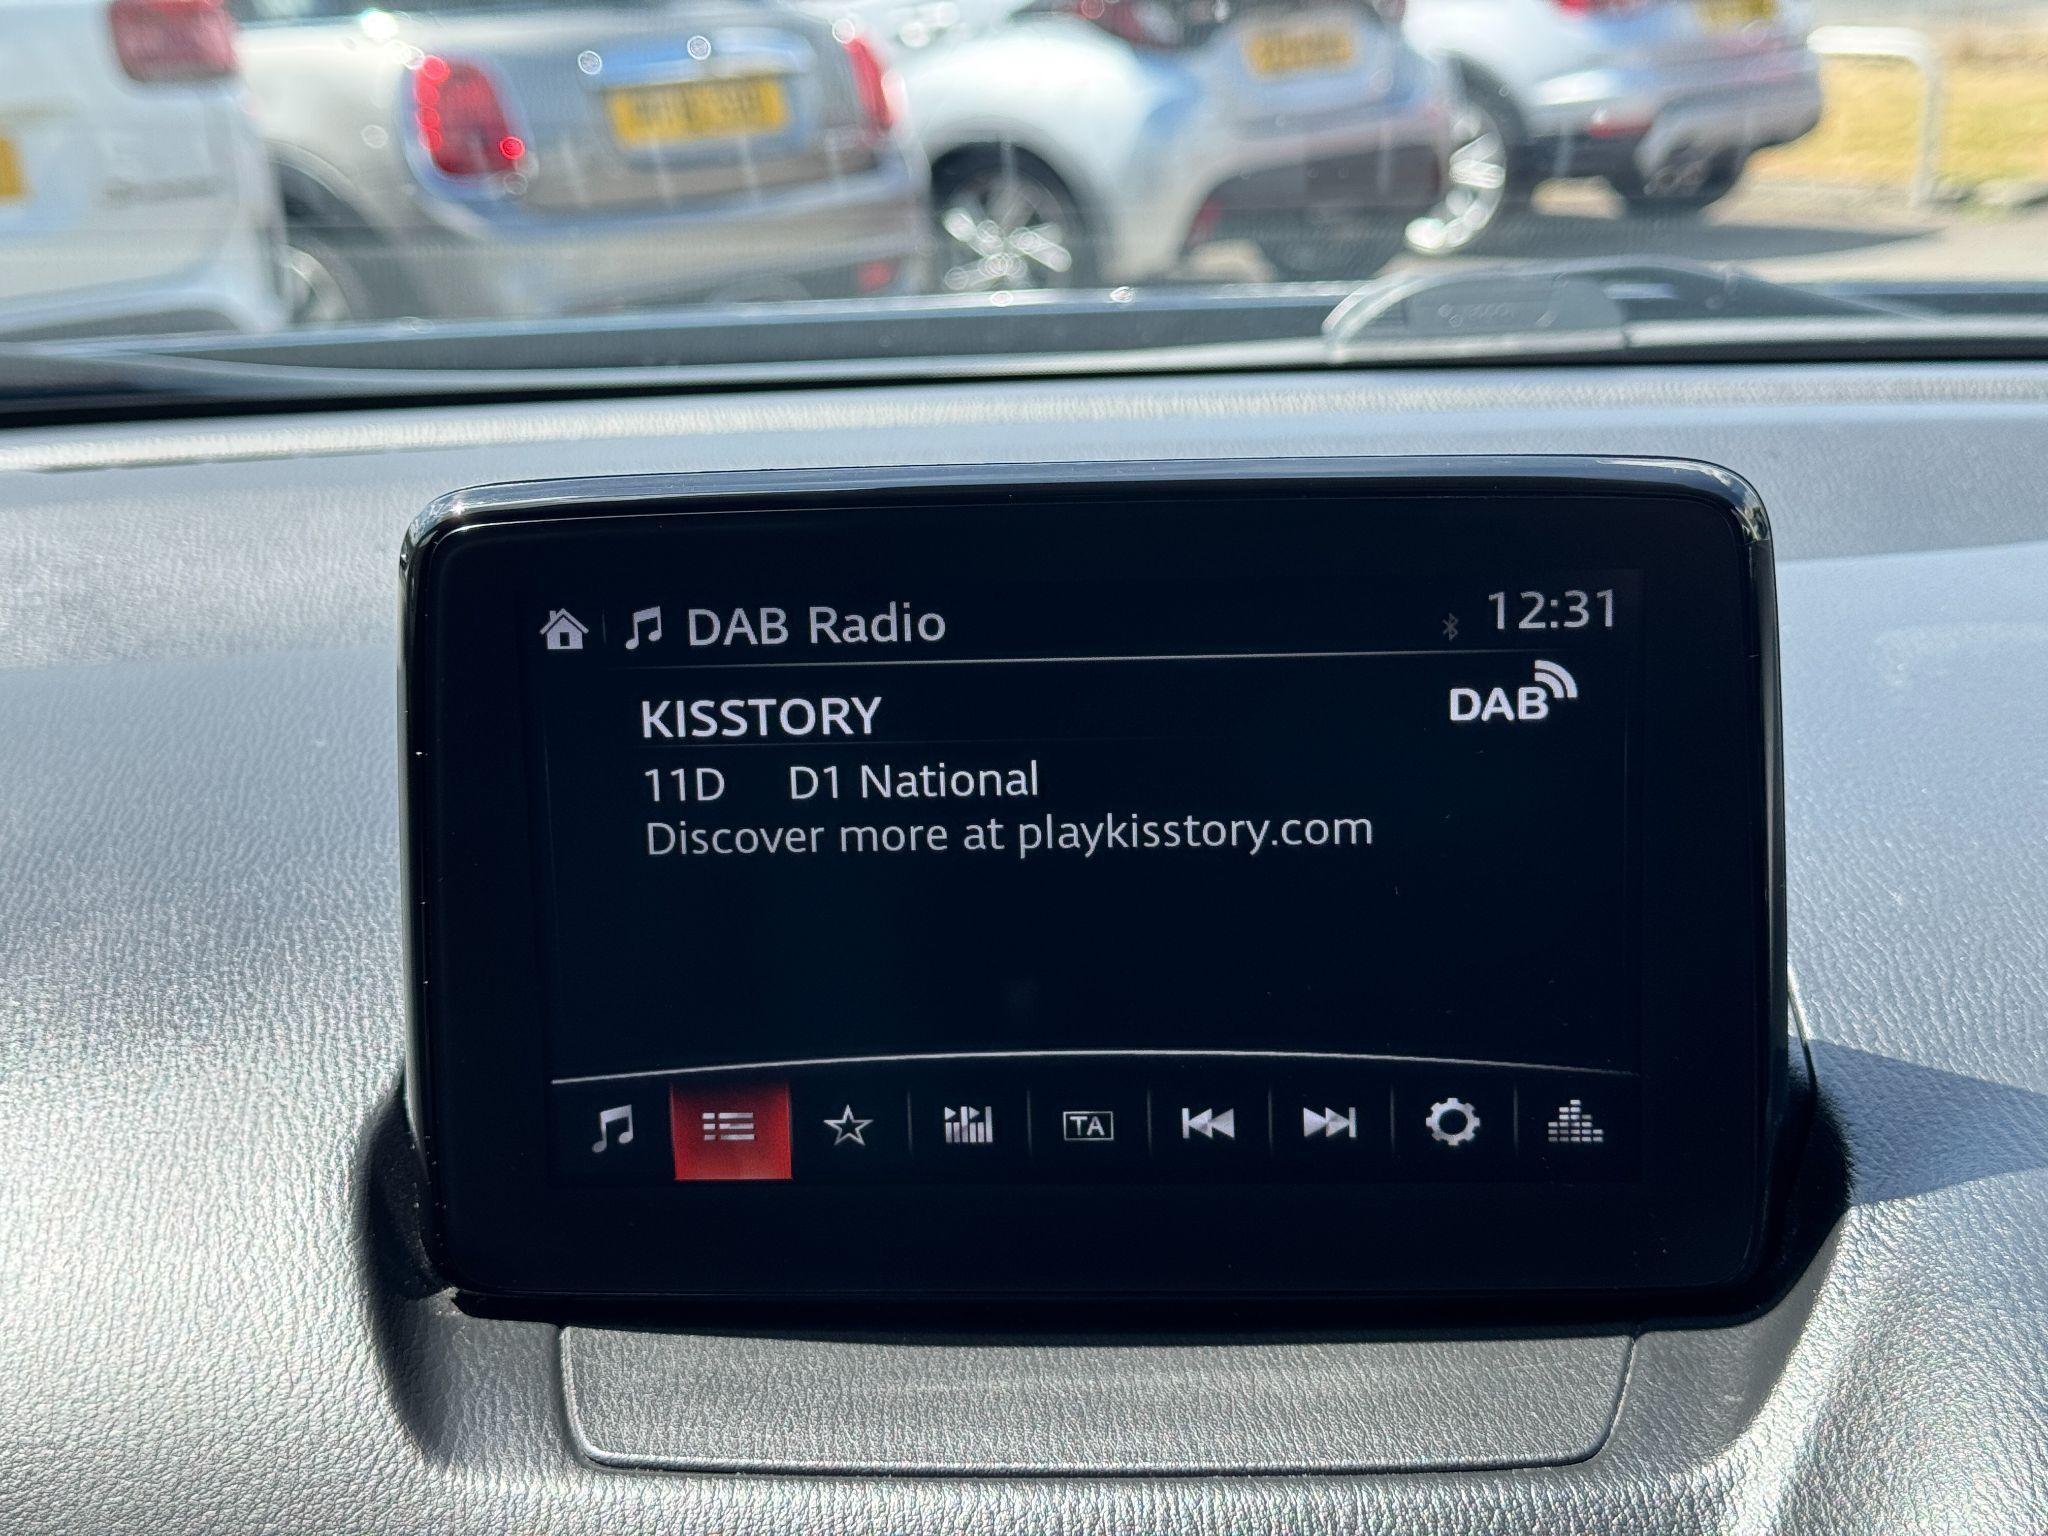 DAB Radio 12:31
KISSTORY DAB
11D D1 National
Discover more at playkisstory.com
TA